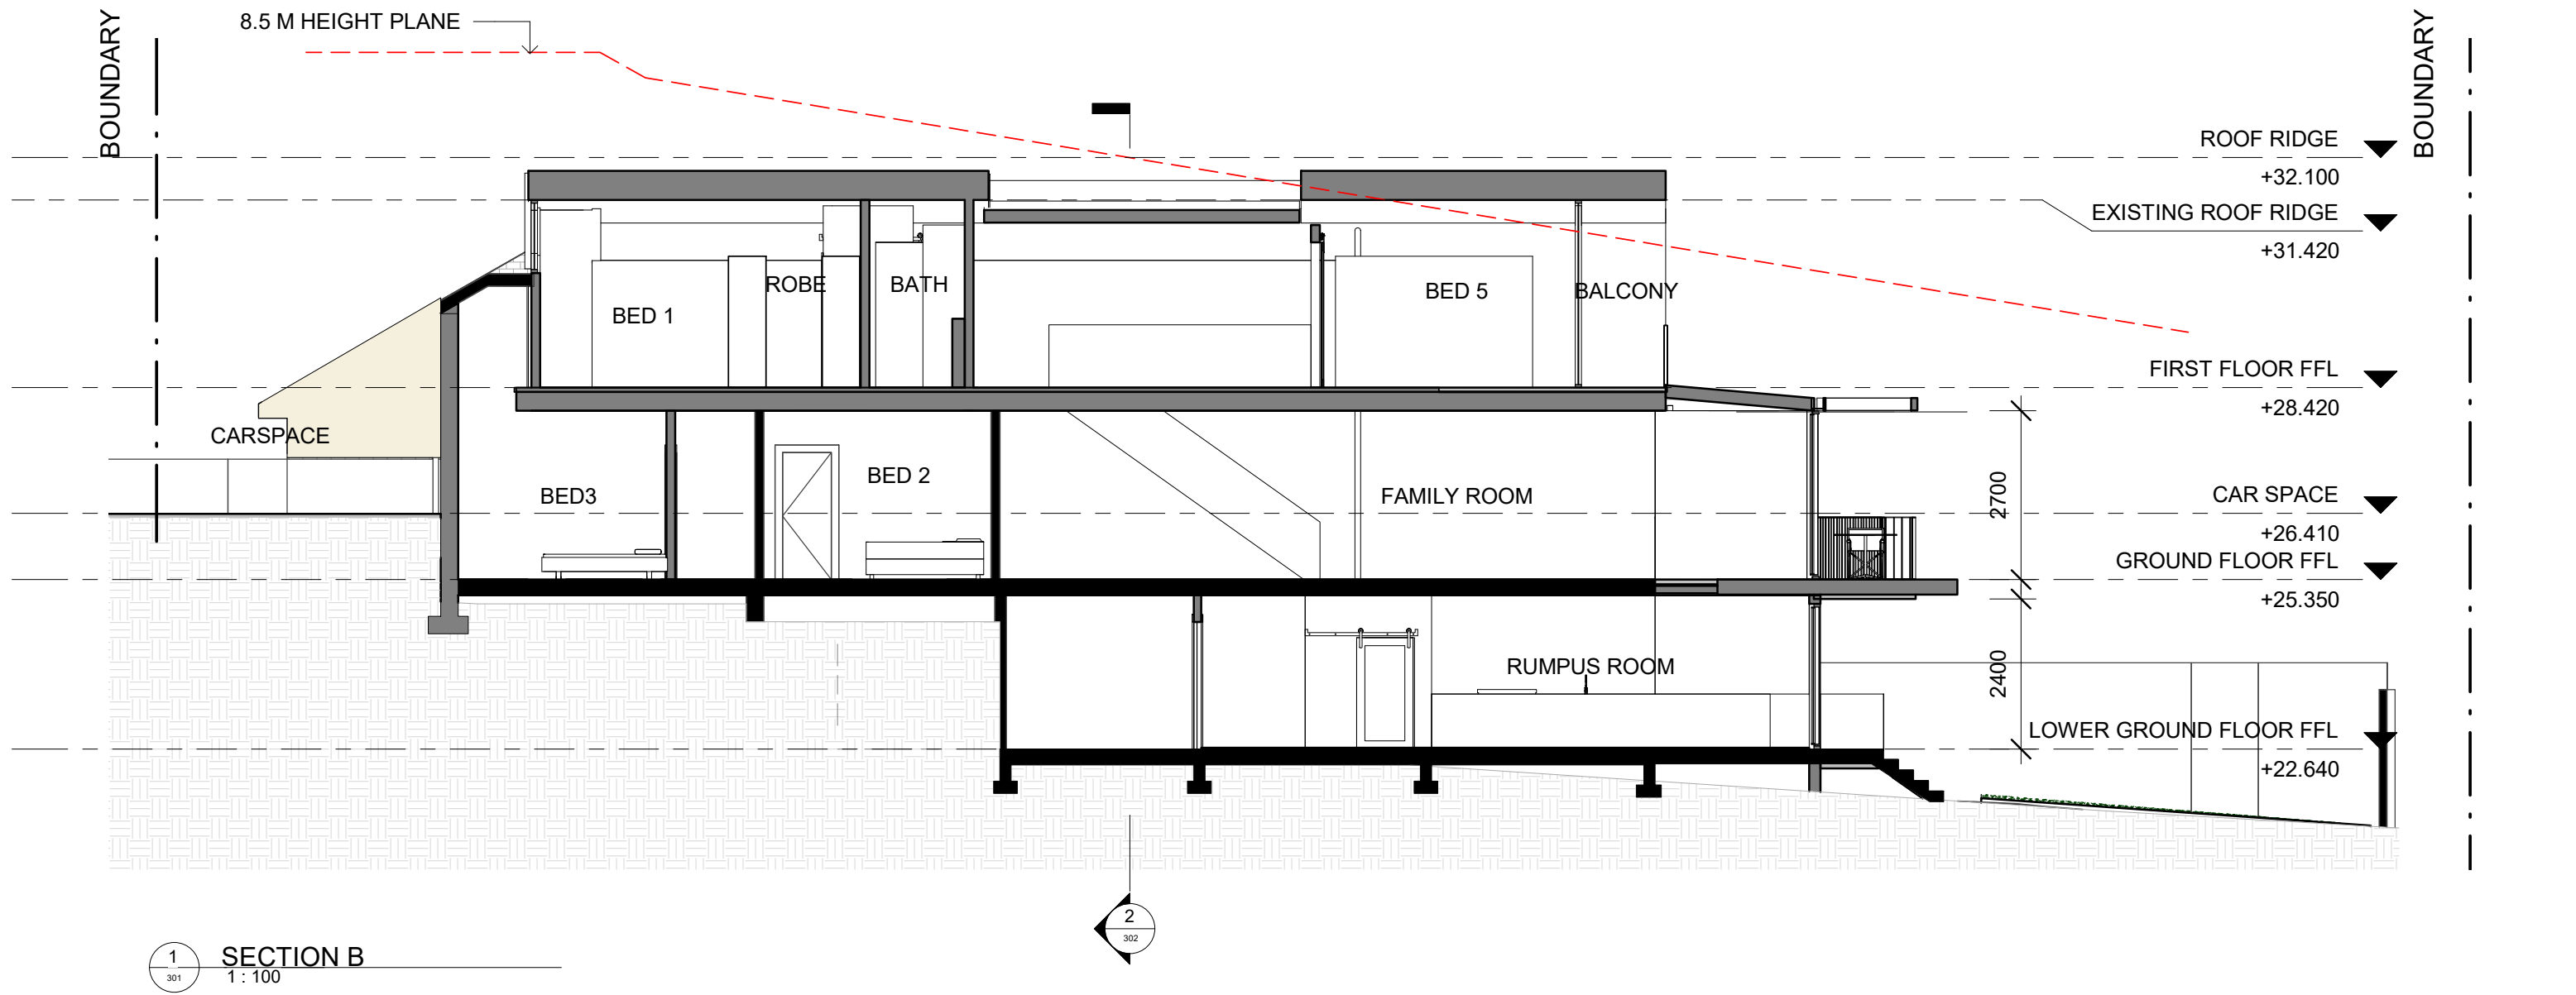 8.5 M HEIGHT PLANE
BOUNDARY
BOUNDARY
ROOF RIDGE
+32.100
EXISTING ROOF RIDGE
+31.420
ROBE
BATH
BED 1
BED 5
BALCONY
FIRST FLOOR FFL
+28.420
CARSPACE
BED3
BED 2
FAMILY ROOM
2700
CAR SPACE
+26.410
GROUND FLOOR FFL
+25.350
RUMPUS ROOM
2400
LOWER GROUND FLOOR FFL
+22.640
2
302
1
301
SECTION B
1 : 100